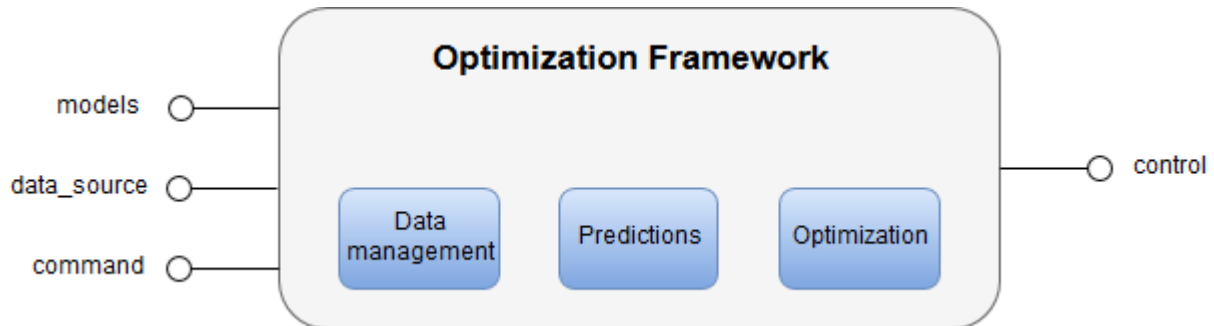 Optimization Framework
models
data_source
command
Data
management
Predictions
Optimization
control